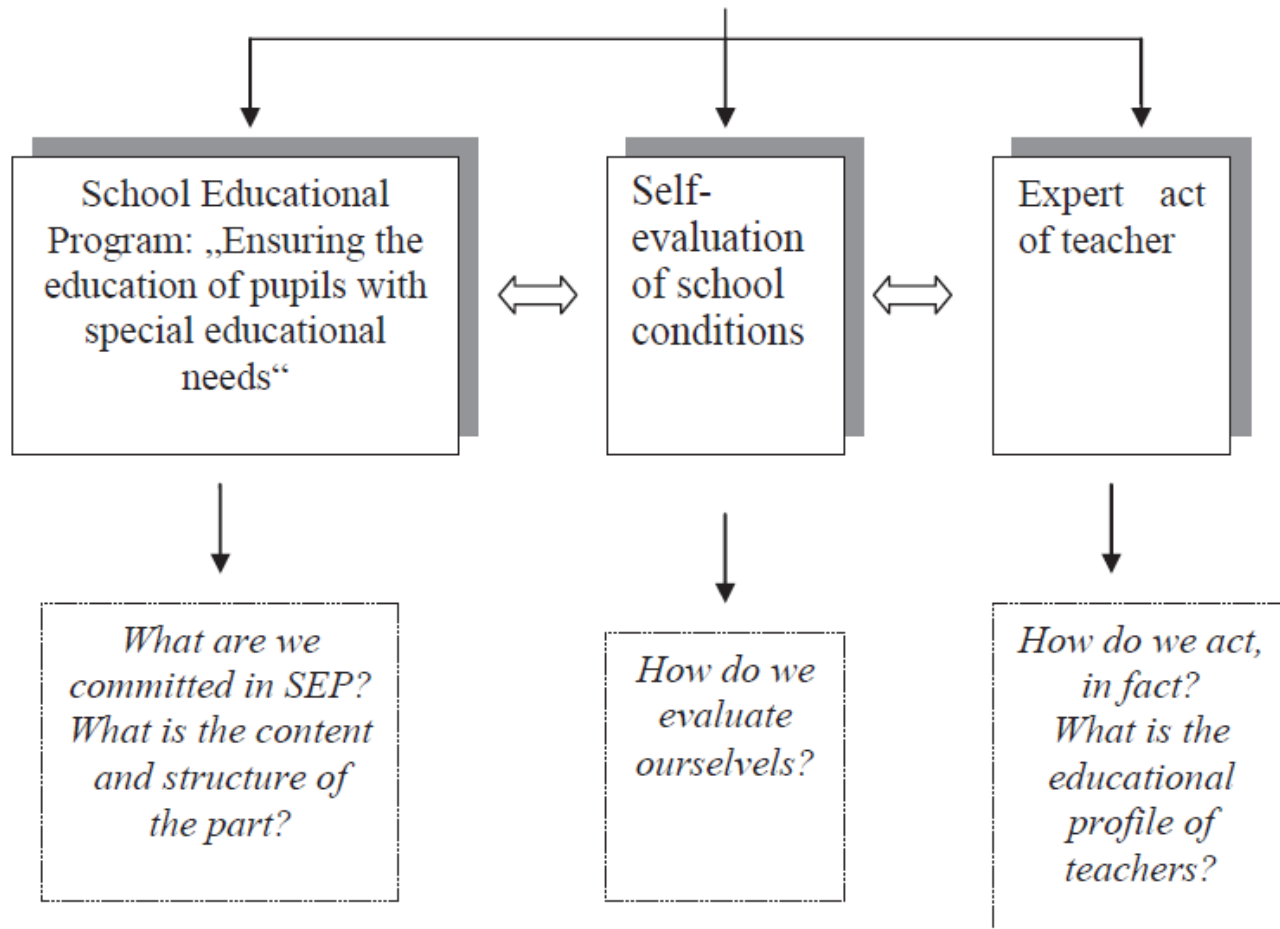 School Educational
Program: „Ensuring the
education of pupils with
special educational
needs“
Self-
evaluation
of school
conditions
Expert act
of teacher
What are we
committed in SEP?
What is the content
and structure of
the part?
How do we
evaluate
ourselvels?
How do we act,
in fact?
What is the
educational
profile of
teachers?